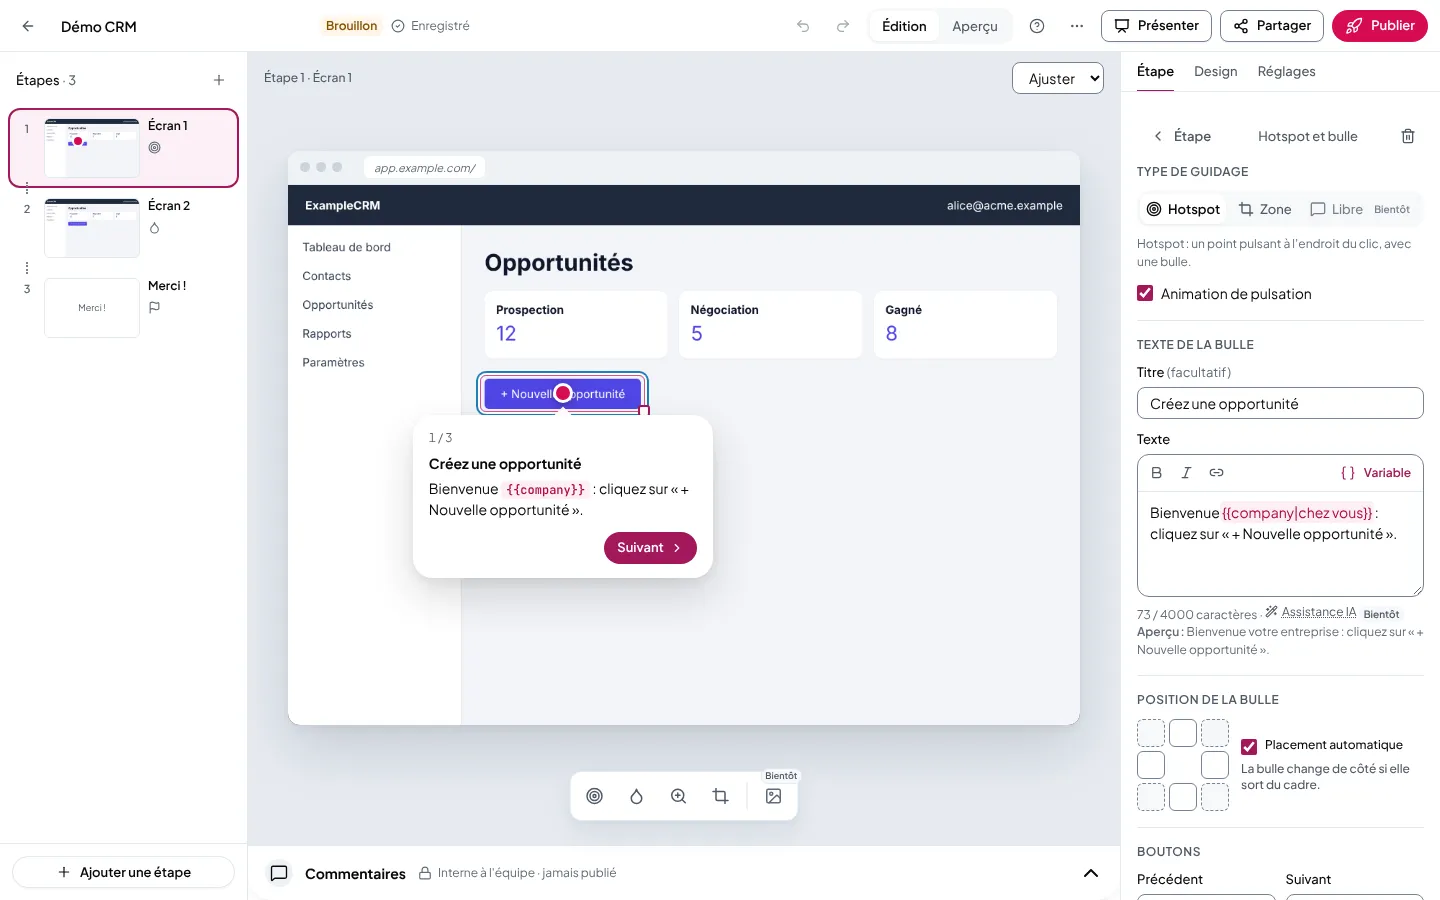 Démo CRM
Brouillon
Enregistré
Édition
Aperçu
Présenter
Partager
Publier
Étapes · 3
1
Écran 1
2
Écran 2
3
Merci !
Merci !
Ajouter une étape
Étape 1 · Écran 1
Ajuster
app.example.com/
ExampleCRM
alice@acme.example
Tableau de bord
Contacts
Opportunités
Rapports
Paramètres
Opportunités
Prospection
12
Négociation
5
Gagné
8
1 / 3
Créez une opportunité
Bienvenue {{company}} : cliquez sur « +
Nouvelle opportunité ».
Suivant
Bientôt
Commentaires
Interne à l'équipe · jamais publié
Étape
Design
Réglages
Étape
Hotspot et bulle
TYPE DE GUIDAGE
Hotspot
Zone
Libre
Bientôt
Hotspot : un point pulsant à l'endroit du clic, avec
une bulle.
Animation de pulsation
TEXTE DE LA BULLE
Titre (facultatif)
Créez une opportunité
Texte
B I
{ } Variable
Bienvenue {{company|chez vous}} :
cliquez sur « + Nouvelle opportunité ».
73 / 4000 caractères · Assistance IA Bientôt
Aperçu : Bienvenue votre entreprise : cliquez sur « +
Nouvelle opportunité ».
POSITION DE LA BULLE
Placement automatique
La bulle change de côté si elle
sort du cadre.
BOUTONS
Précédent
Suivant